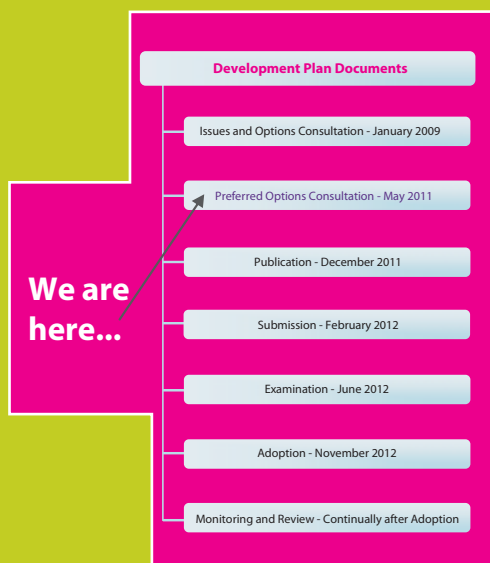 Development Plan Documents
Issues and Options Consultation - January 2009
Preferred Options Consultation - May 2011
Publication - December 2011
We are
here...
Submission - February 2012
Examination - June 2012
Adoption - November 2012
Monitoring and Review - Continually after Adoption